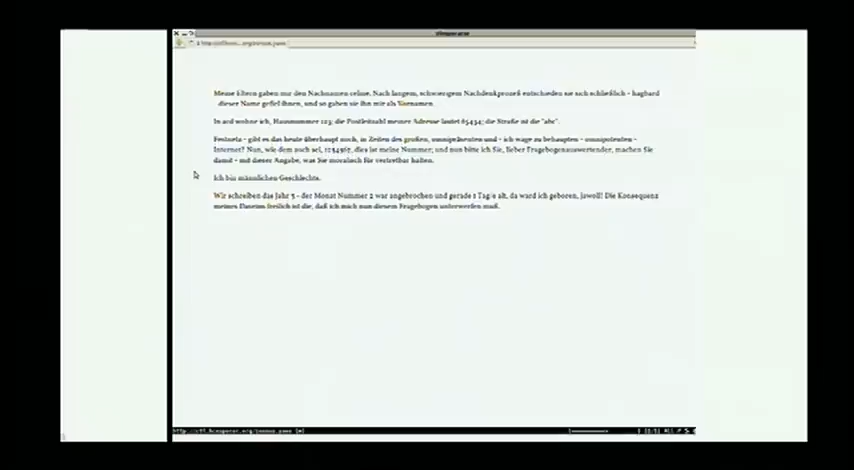 Vimperator
Meine Eltern gaben mir den Nachnamen celine. Nach langem, schwierigem Nachdenkprozeß entschieden sie sich schließlich - hagbard
dieser Name gefiel ihnen, und so gaben sie ihn mir als Vornamen.
In acd wohne ich, Hausnummer 123; die Postleitzahl meiner Adresse lautet 65434; die Straße ist die "abc".
Festnetz - gibt es das heute überhaupt noch, in Zeiten des großen, omnipräsenten und - ich wage zu behaupten - omnipotenten -
Internet? Nun, wie dem auch sei, 1234567, dies ist meine Nummer; und nun bitte ich Sie, lieber Fragebogenauswertender, machen Sie
damit - mit dieser Angabe, was Sie moralisch für vertretbar halten.
Ich bin männlichen Geschlechts.
Wir schreiben das Jahr 5 - der Monat Nummer 2 war angebrochen und gerade 1 Tag/e alt, da ward ich geboren, jawoll! Die Konsequenz
meines Daseins freilich ist die, daß ich mich nun diesem Fragebogen unterwerfen muß.